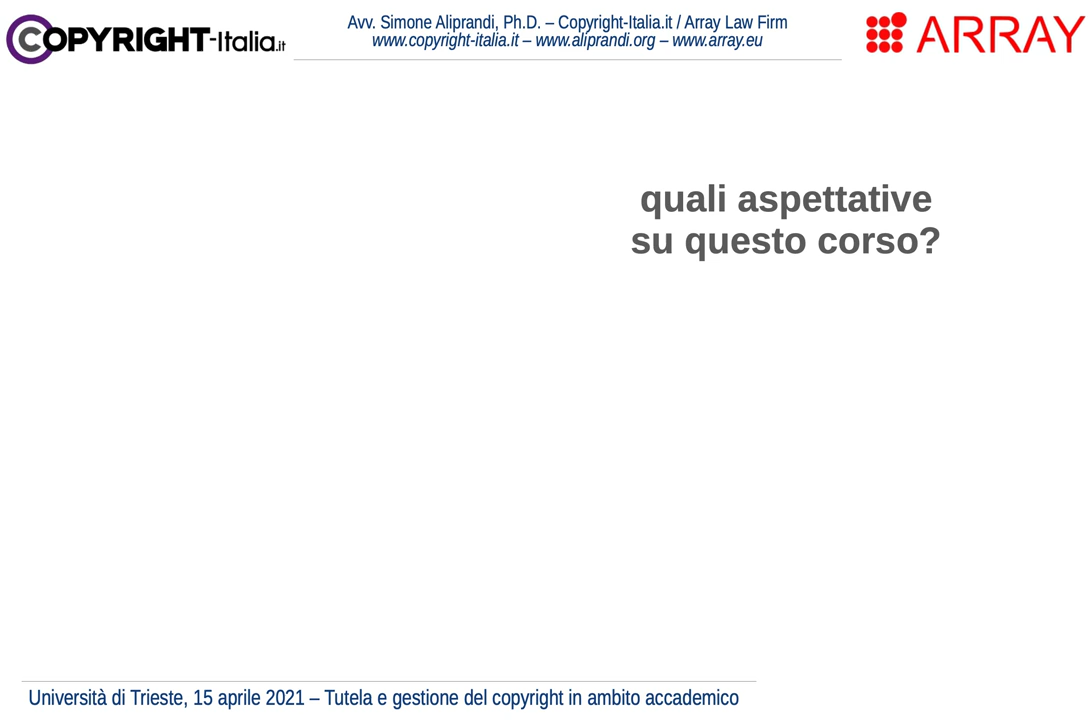 COPYRIGHT-Italia.it
Avv. Simone Aliprandi, Ph.D. – Copyright-Italia.it / Array Law Firm
www.copyright-italia.it – www.aliprandi.org – www.array.eu
ARRAY
quali aspettative
su questo corso?
Università di Trieste, 15 aprile 2021 – Tutela e gestione del copyright in ambito accademico